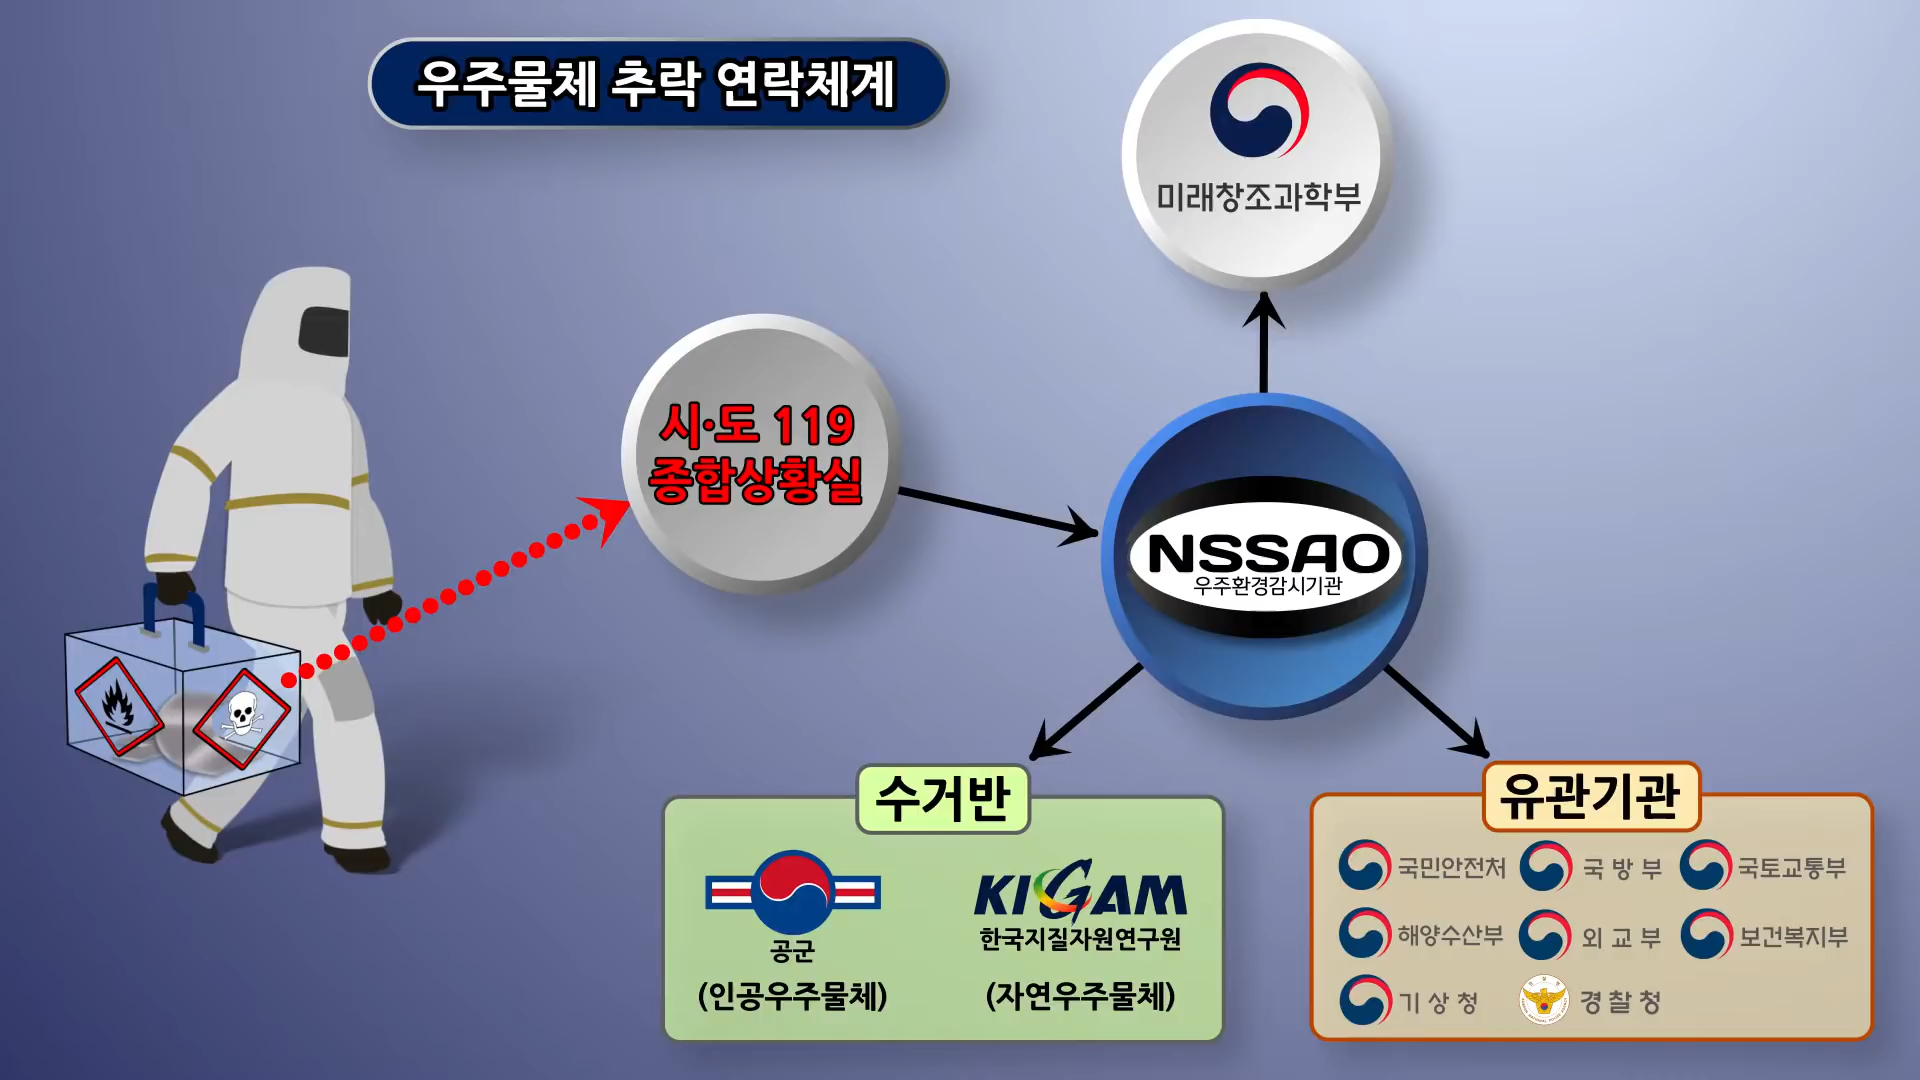 우주물체 추락 연락체계
미래창조과학부
시·도 119
종합상황실
NSSAO
우주환경감시기관
수거반
공군
(인공우주물체)
KIGAM
한국지질자원연구원
(자연우주물체)
유관기관
국민안전처 국방부 국토교통부
해양수산부 외교부 보건복지부
기상청 경찰청